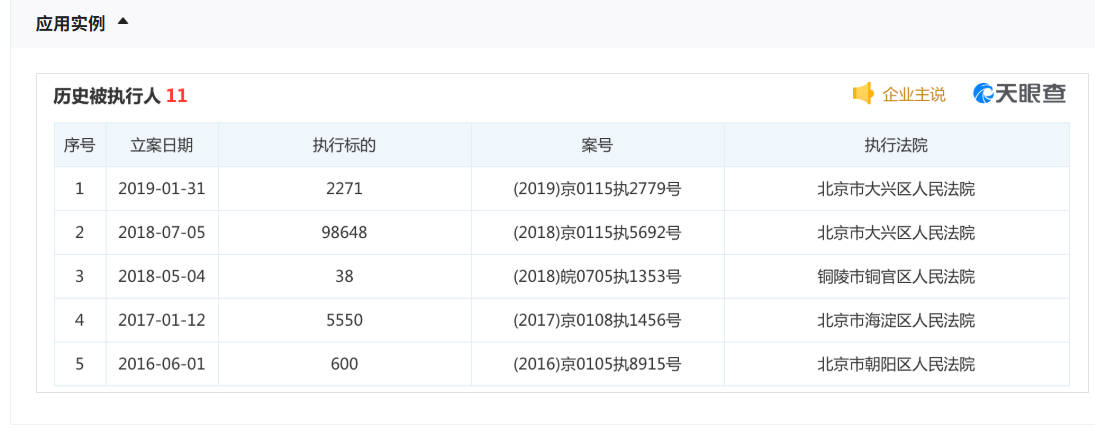 应用实例
历史被执行人 11 企业主说 天眼查
序号 立案日期 执行标的 案号 执行法院
1 2019-01-31 2271 (2019)京0115执2779号 北京市大兴区人民法院
2 2018-07-05 98648 (2018)京0115执5692号 北京市大兴区人民法院
3 2018-05-04 38 (2018)皖0705执1353号 铜陵市铜官区人民法院
4 2017-01-12 5550 (2017)京0108执1456号 北京市海淀区人民法院
5 2016-06-01 600 (2016)京0105执8915号 北京市朝阳区人民法院